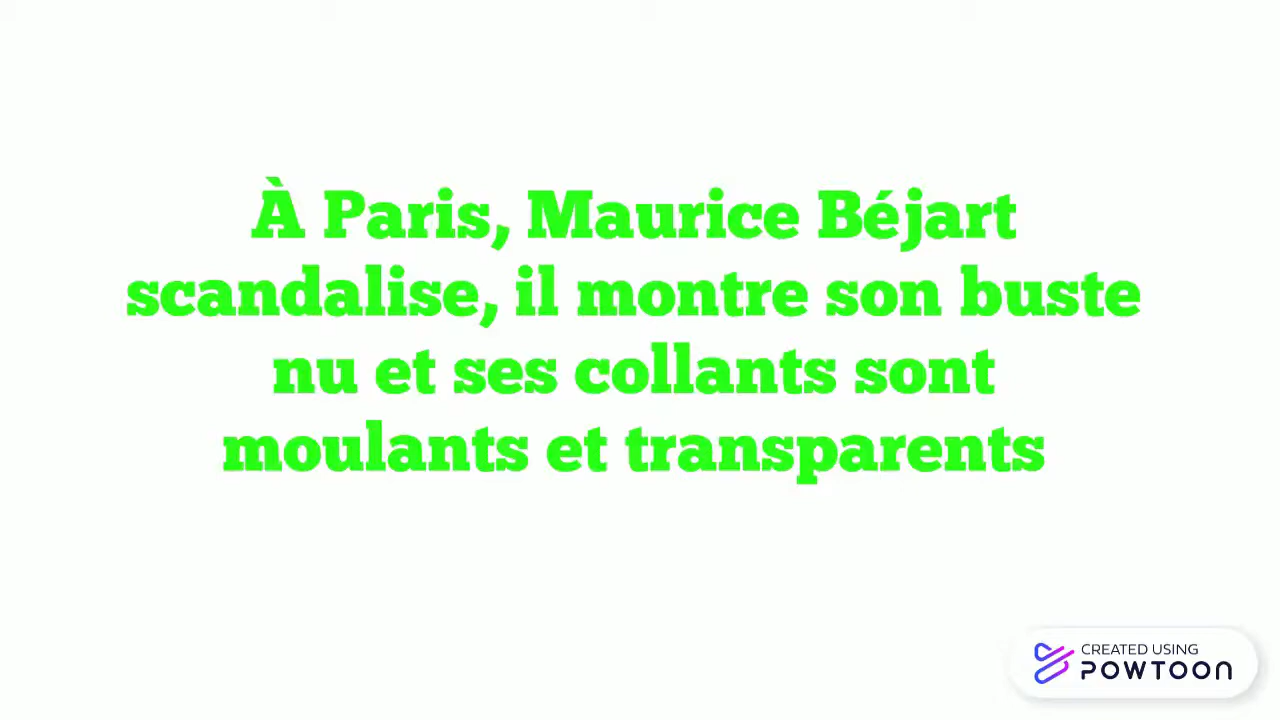 À Paris, Maurice Béjart
scandalise, il montre son buste
nu et ses collants sont
moulants et transparents
CREATED USING
POWTOON